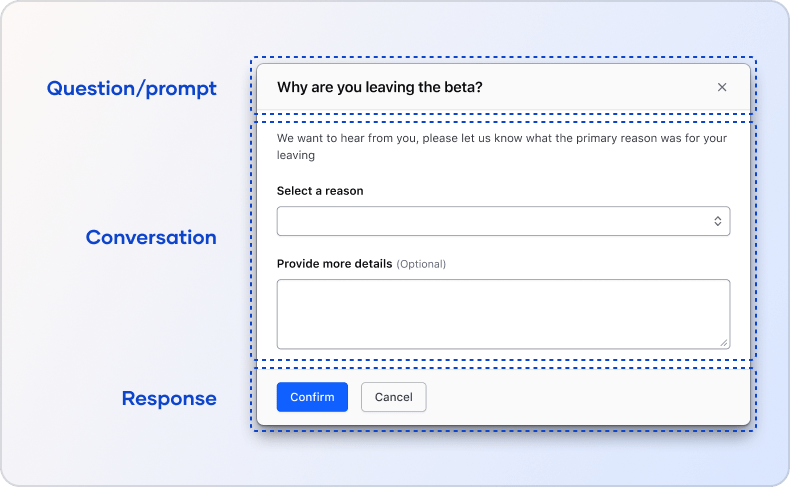 Question/prompt
Why are you leaving the beta?
Conversation
We want to hear from you, please let us know what the primary reason was for your
leaving
Select a reason
Provide more details (Optional)
Response
Confirm
Cancel